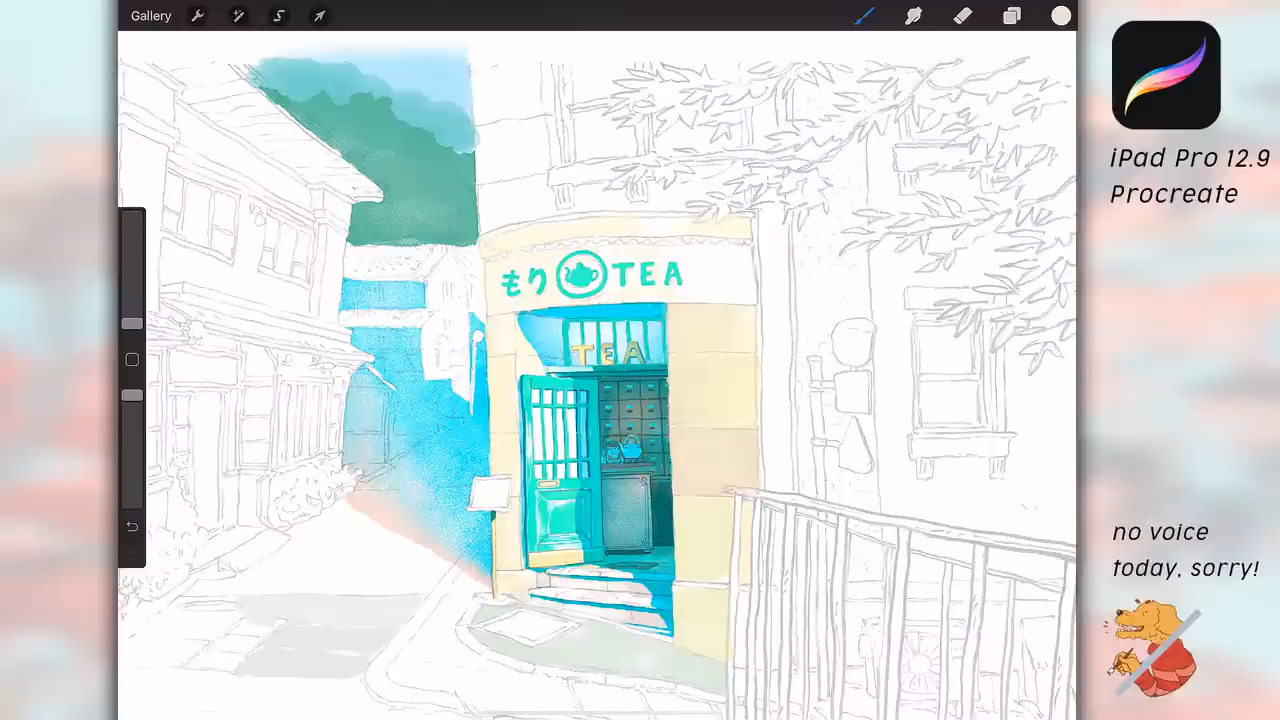 Gallery
iPad Pro 12.9
Procreate
もり TEA
TEA
no voice
today, sorry!